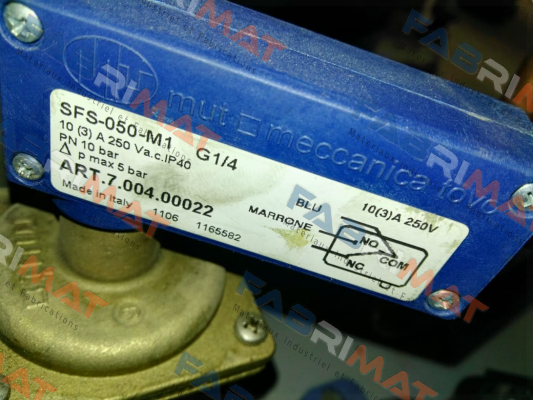 mut meccanica tovo
SFS-050-M1 G1/4
10 (3) A 250 Va.c.IP40
PN 10 bar
Δ p max 5 bar
ART.7.004.00022
Made in Italy 1106 1165582
BLU 10(3)A 250V
MARRONE
NO
COM
NC
FABRIMAT
FABRIMAT
FABRIMAT